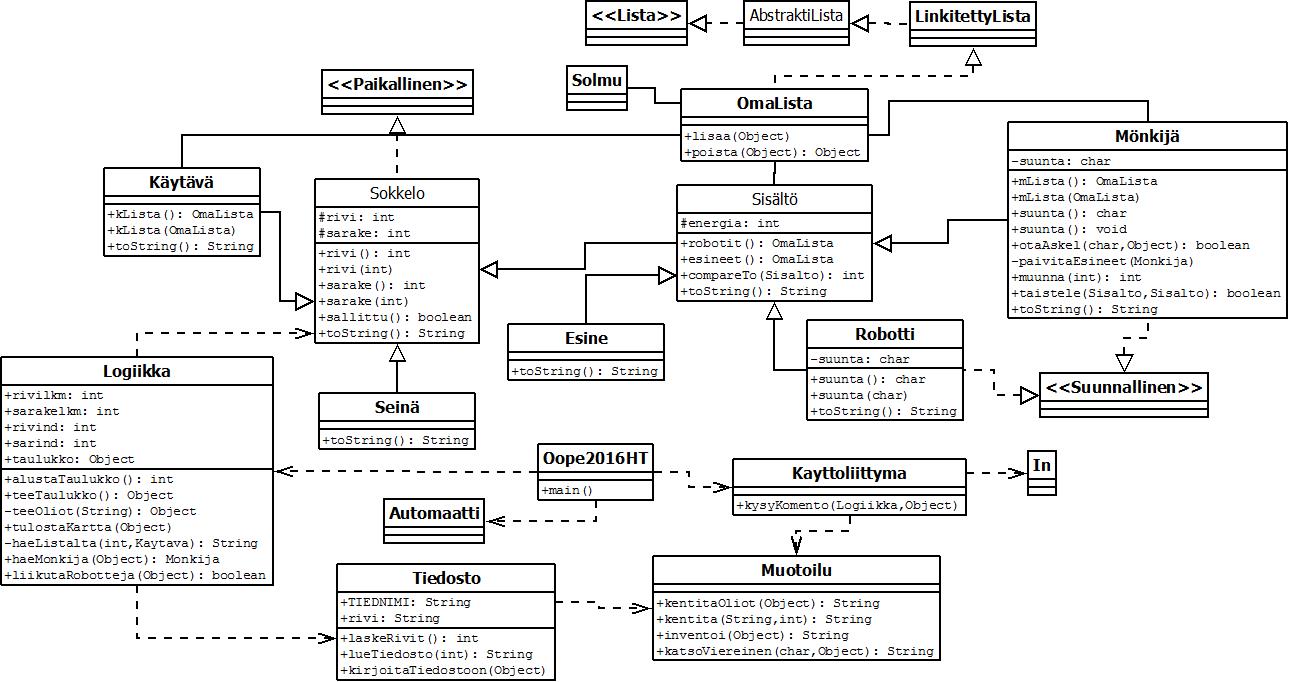 <<Lista>>
AbstraktiLista
LinkitettyLista
<<Paikallinen>>
Solmu
OmaLista
+lisaa(Object)
+poista(Object): Object
Mönkijä
-suunta: char
+mLista(): OmaLista
+mLista(OmaLista)
+suunta(): char
+suunta(): void
+otaAskel(char,Object): boolean
-paivitaEsineet(Monkija)
+muunna(int): int
+taistele(Sisalto,Sisalto): boolean
+toString(): String
Käytävä
+kLista(): OmaLista
+kLista(OmaLista)
+toString(): String
Sokkelo
#rivi: int
#sarake: int
+rivi(): int
+rivi(int)
+sarake(): int
+sarake(int)
+sallittu(): boolean
+toString(): String
Sisältö
#energia: int
+robotit(): OmaLista
+esineet(): OmaLista
+compareTo(Sisalto): int
+toString(): String
Esine
+toString(): String
Robotti
-suunta: char
+suunta(): char
+suunta(char)
+toString(): String
<<Suunnallinen>>
Logiikka
+rivilkm: int
+sarakelkm: int
+rivind: int
+sarind: int
+taulukko: Object
+alustaTaulukko(): int
+teeTaulukko(): Object
-teeOliot(String): Object
+tulostaKartta(Object)
-haeListalta(int,Kaytava): String
+haeMonkija(Object): Monkija
+liikutaRobotteja(Object): boolean
Seinä
+toString(): String
Oope2016HT
+main()
Kayttoliittyma
+kysyKomento(Logiikka,Object)
In
Automaatti
Tiedosto
+TIEDNIMI: String
+rivi: String
+laskeRivit(): int
+lueTiedosto(int): String
+kirjoitaTiedostoon(Object)
Muotoilu
+kentitaOliot(Object): String
+kentita(String,int): String
+inventoi(Object): String
+katsoViereinen(char,Object): String